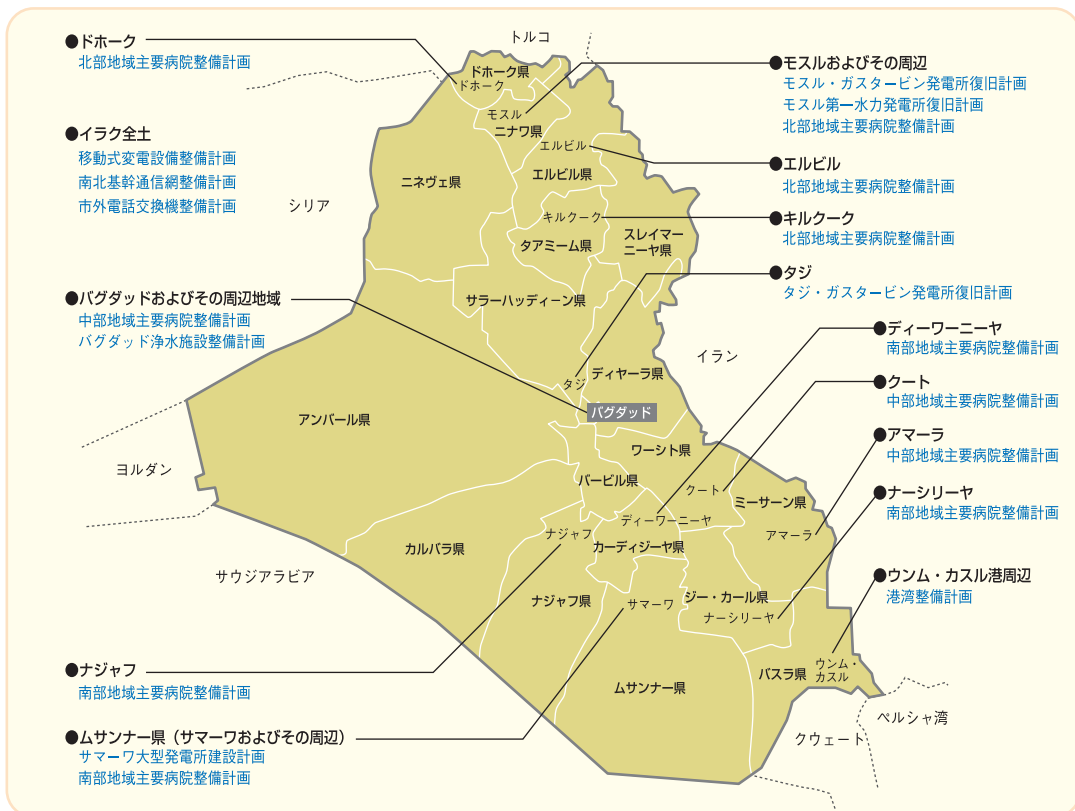 ●ドホーク
北部地域主要病院整備計画
●イラク全土
移動式変電設備整備計画
南北基幹通信網整備計画
市外電話交換機整備計画
●バグダッドおよびその周辺地域
中部地域主要病院整備計画
バグダッド浄水施設整備計画
●ナジャフ
南部地域主要病院整備計画
●ムサンナー県（サマーワおよびその周辺）
サマーワ大型発電所建設計画
南部地域主要病院整備計画
トルコ
シリア
ヨルダン
サウジアラビア
イラン
クウェート
ペルシャ湾
ドホーク県
ドホーク
モスル
ニナワ県
エルビル
エルビル県
ニネヴェ県
キルクーク
タアミーム県
スレイマー
ニーヤ県
サラーハッディーン県
タジ
ディヤーラ県
バグダッド
アンバール県
ワーシト県
バービル県
クート
ミーサーン県
ディーワーニーヤ
アマーラ
ナジャフ
カーディジーヤ県
カルバラ県
ナジャフ県
サマーワ
ジー・カール県
ナーシリーヤ
ムサンナー県
バスラ県
ウンム・
カスル
●モスルおよびその周辺
モスル・ガスタービン発電所復旧計画
モスル第一水力発電所復旧計画
北部地域主要病院整備計画
●エルビル
北部地域主要病院整備計画
●キルクーク
北部地域主要病院整備計画
●タジ
タジ・ガスタービン発電所復旧計画
●ディーワーニーヤ
南部地域主要病院整備計画
●クート
中部地域主要病院整備計画
●アマーラ
中部地域主要病院整備計画
●ナーシリーヤ
南部地域主要病院整備計画
●ウンム・カスル港周辺
港湾整備計画